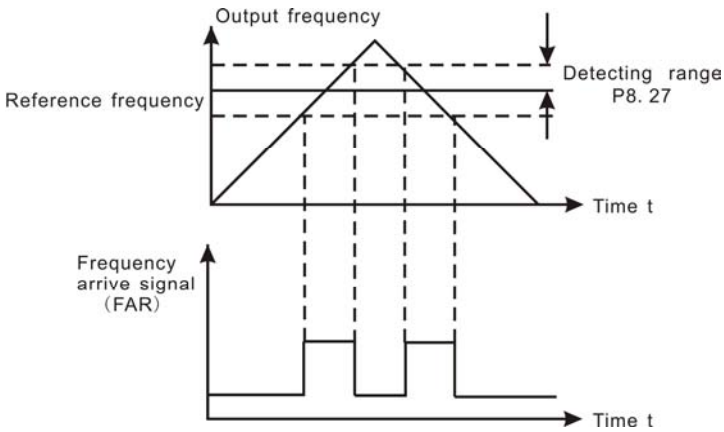 Output frequency
Reference frequency
Detecting range
P8. 27
Time t
Frequency
arrive signal
(FAR)
Time t